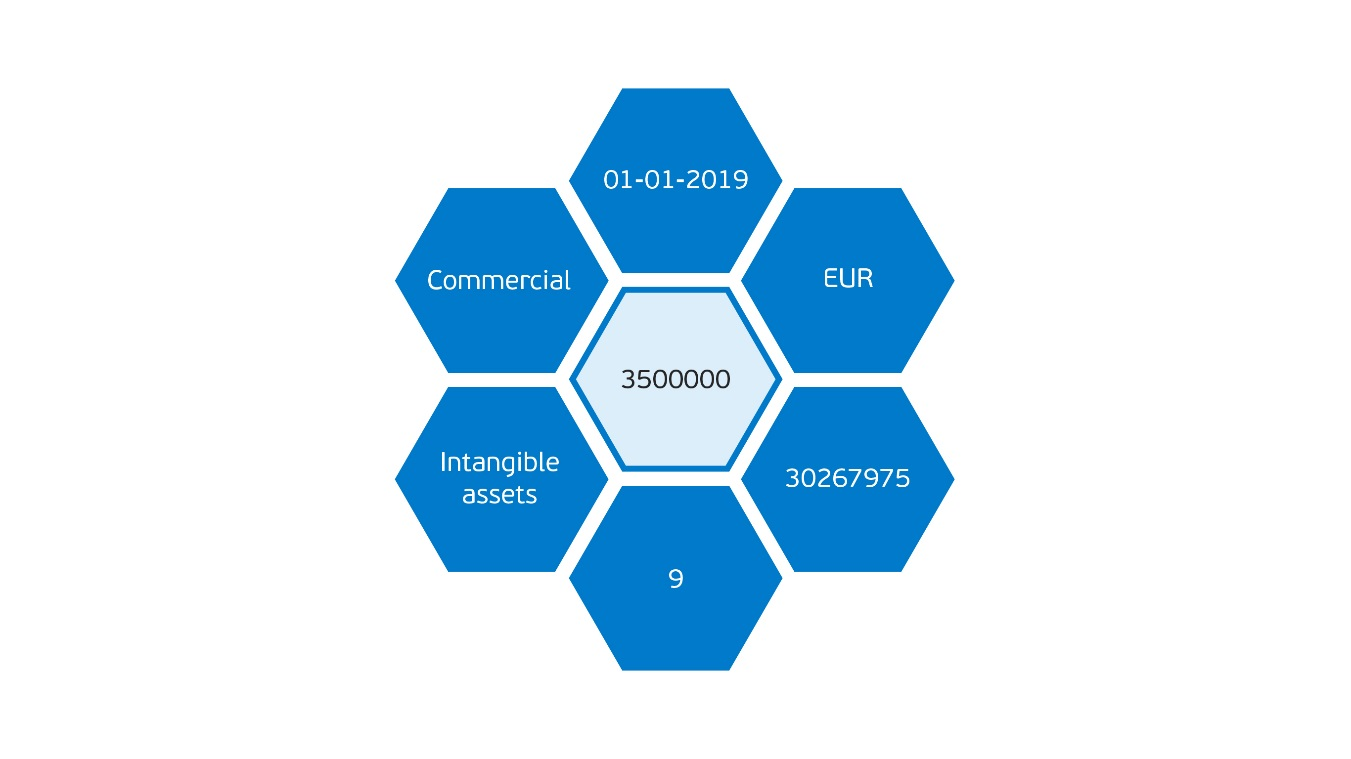 01-01-2019
Commercial
EUR
3500000
Intangible
assets
30267975
9